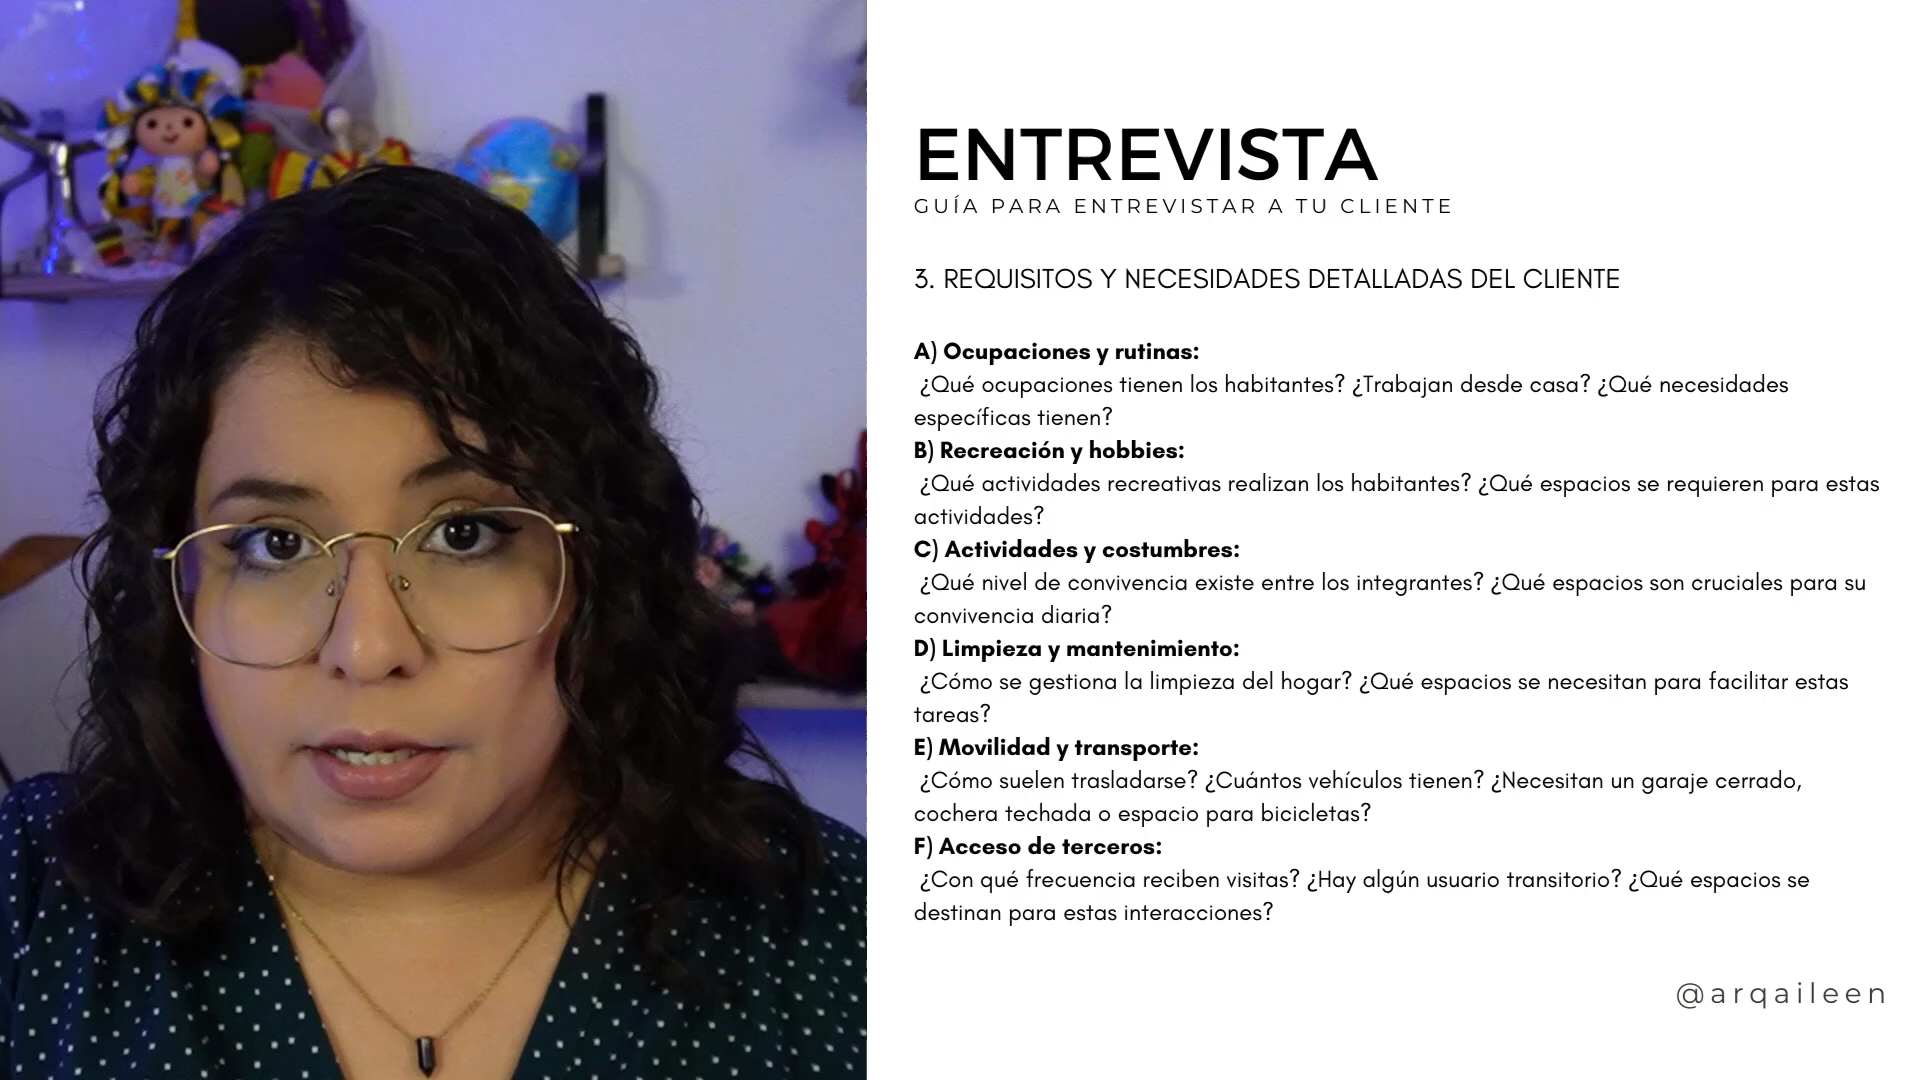 ENTREVISTA
GUÍA PARA ENTREVISTAR A TU CLIENTE
3. REQUISITOS Y NECESIDADES DETALLADAS DEL CLIENTE
A) Ocupaciones y rutinas:
¿Qué ocupaciones tienen los habitantes? ¿Trabajan desde casa? ¿Qué necesidades
específicas tienen?
B) Recreación y hobbies:
¿Qué actividades recreativas realizan los habitantes? ¿Qué espacios se requieren para estas
actividades?
C) Actividades y costumbres:
¿Qué nivel de convivencia existe entre los integrantes? ¿Qué espacios son cruciales para su
convivencia diaria?
D) Limpieza y mantenimiento:
¿Cómo se gestiona la limpieza del hogar? ¿Qué espacios se necesitan para facilitar estas
tareas?
E) Movilidad y transporte:
¿Cómo suelen trasladarse? ¿Cuántos vehículos tienen? ¿Necesitan un garaje cerrado,
cochera techada o espacio para bicicletas?
F) Acceso de terceros:
¿Con qué frecuencia reciben visitas? ¿Hay algún usuario transitorio? ¿Qué espacios se
destinan para estas interacciones?
@arqaileen